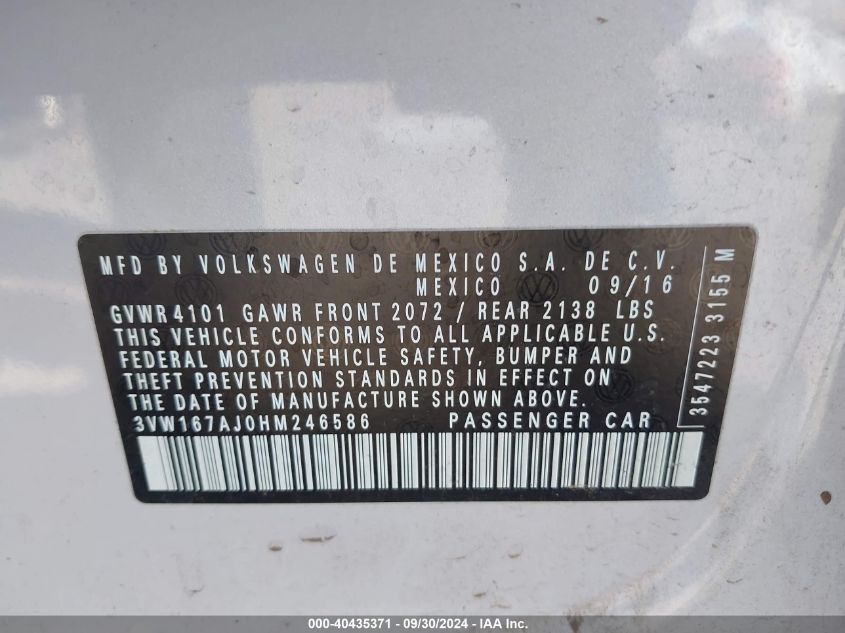 MFD BY VOLKSWAGEN DE MEXICO S.A. DE C.V.
MEXICO 09/16
GVWR 4101 GAWR FRONT 2072 / REAR 2138 LBS
THIS VEHICLE CONFORMS TO ALL APPLICABLE U.S.
FEDERAL MOTOR VEHICLE SAFETY, BUMPER AND
THEFT PREVENTION STANDARDS IN EFFECT ON
THE DATE OF MANUFACTURE SHOWN ABOVE.
3VW167AJ0HM246586 PASSENGER CAR
3547223 3155 M
000-40435371 - 09/30/2024 - IAA Inc.